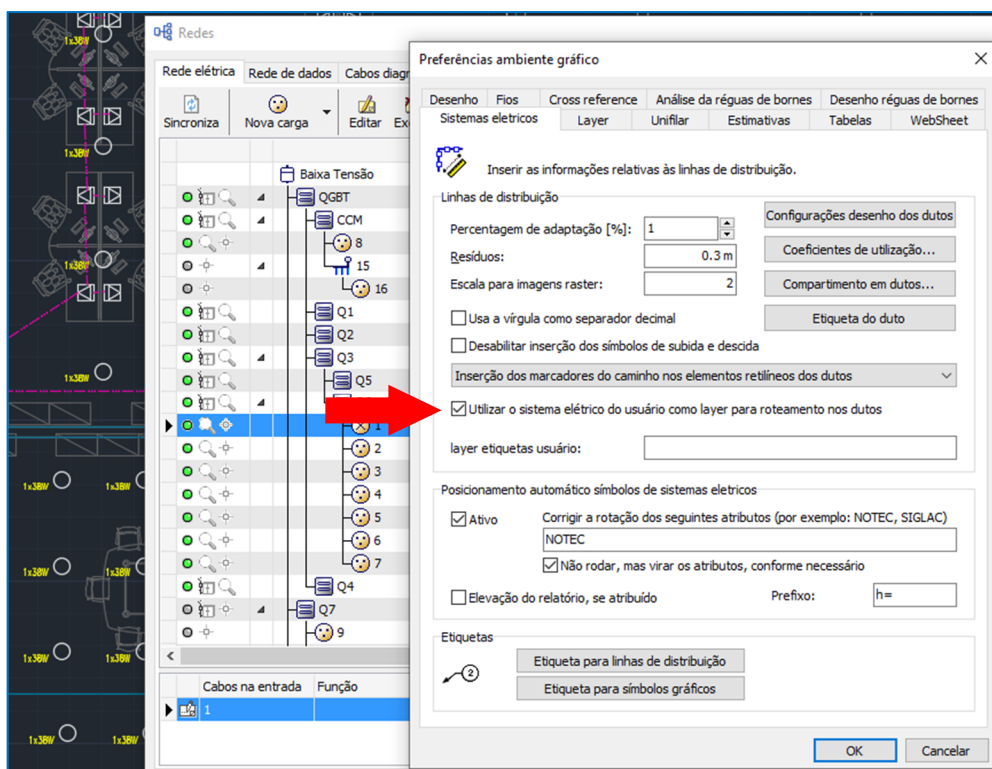 1x38W
1x38W
1x38W
1x38W
1x38W
1x38W
1x38W
1x38W
1x38W
1x38W
1x38W
1x38W
Redes
Rede elétrica
Rede de dados
Cabos diagr
Sincroniza
Nova carga
Editar
Exc
Baixa Tensão
QGBT
CCM
8
15
16
Q1
Q2
Q3
Q5
1
2
3
4
5
6
7
Q4
Q7
9
Cabos na entrada
Função
1
Preferências ambiente gráfico
Desenho
Fios
Cross reference
Análise da réguas de bornes
Desenho réguas de bornes
Sistemas eletricos
Layer
Unifilar
Estimativas
Tabelas
WebSheet
Inserir as informações relativas às linhas de distribuição.
Linhas de distribuição
Percentagem de adaptação [%]:
1
Configurações desenho dos dutos
Resíduos:
0.3 m
Coeficientes de utilização...
Escala para imagens raster:
2
Compartimento em dutos...
Usa a vírgula como separador decimal
Etiqueta do duto
Desabilitar inserção dos símbolos de subida e descida
Inserção dos marcadores do caminho nos elementos retilíneos dos dutos
Utilizar o sistema elétrico do usuário como layer para roteamento nos dutos
layer etiquetas usuário:
Posicionamento automático símbolos de sistemas eletricos
Ativo
Corrigir a rotação dos seguintes atributos (por exemplo: NOTEC, SIGLAC)
NOTEC
Não rodar, mas virar os atributos, conforme necessário
Elevação do relatório, se atribuído
Prefixo:
h=
Etiquetas
2
Etiqueta para linhas de distribuição
Etiqueta para símbolos gráficos
OK
Cancelar